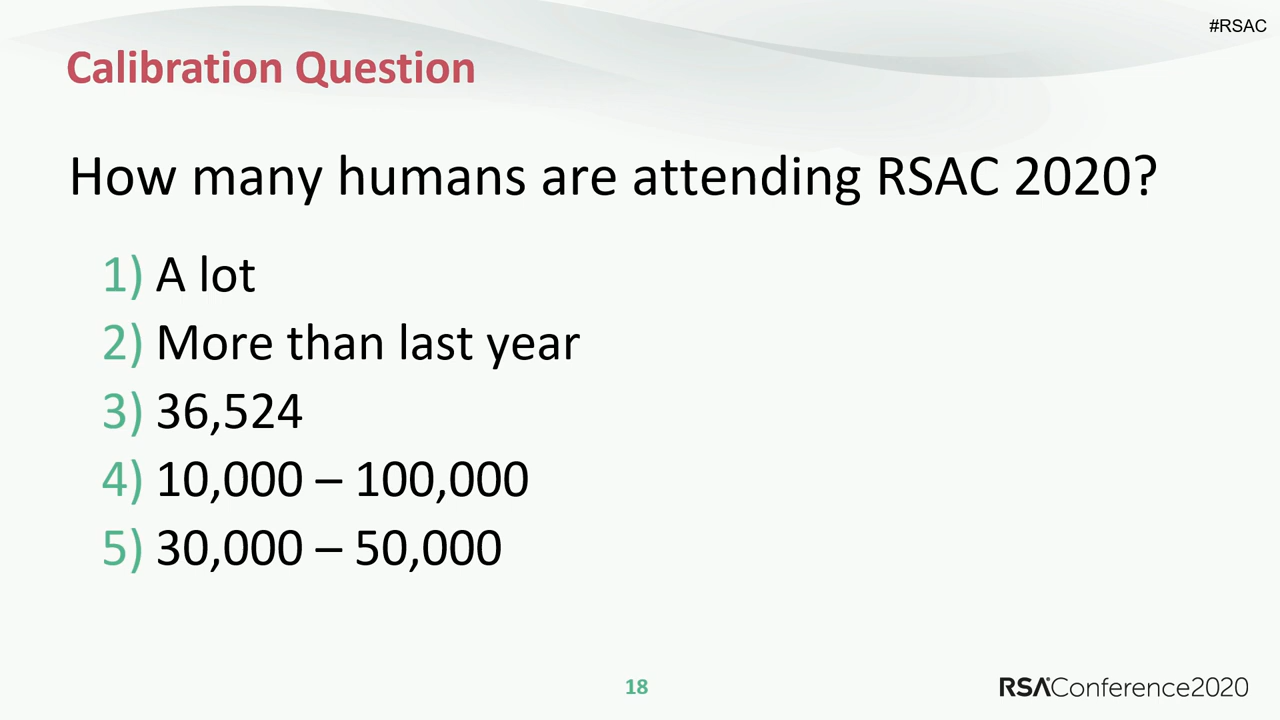 #RSAC
Calibration Question
How many humans are attending RSAC 2020?
1) A lot
2) More than last year
3) 36,524
4) 10,000 – 100,000
5) 30,000 – 50,000
18
RSAConference2020